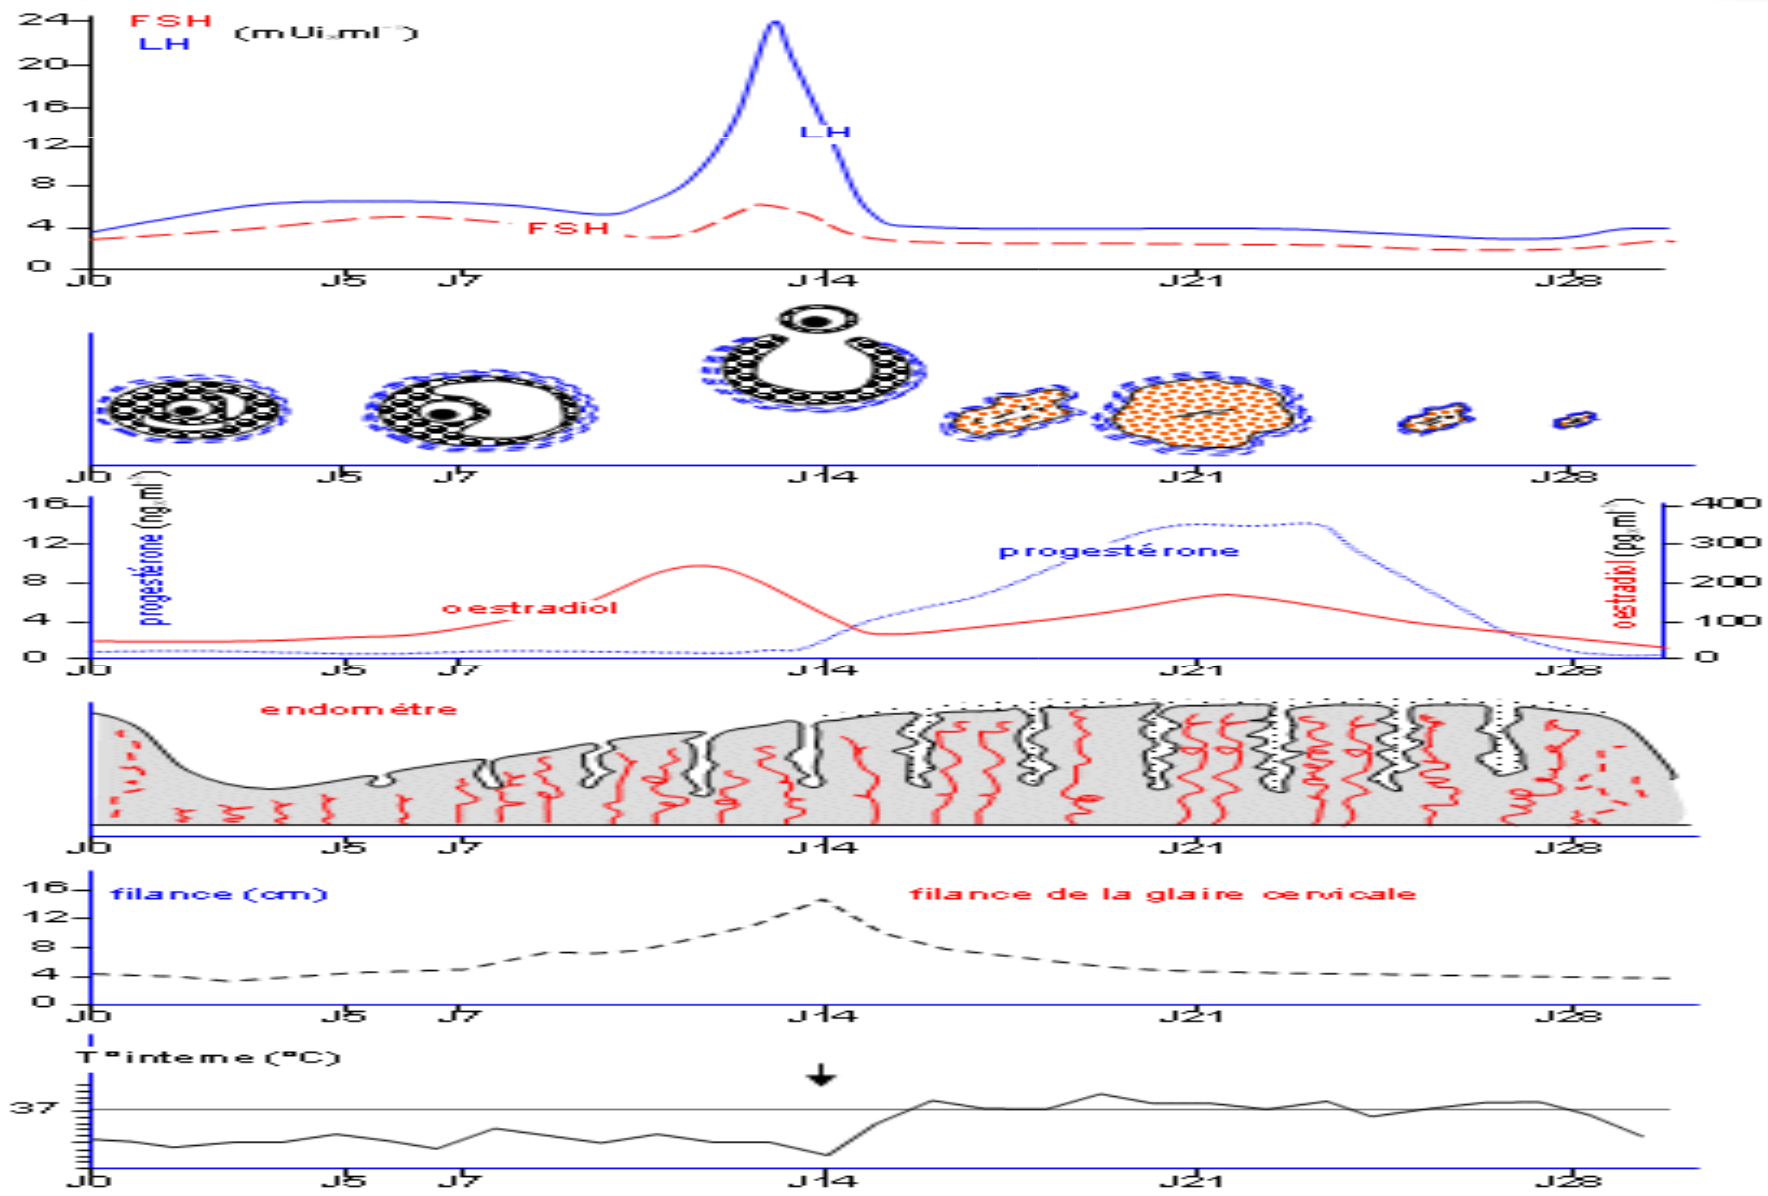 24
FSH
LH
(mUi.ml⁻¹)
20
16
12
LH
8
4
FSH
0
J0 J5 J7 J14 J21 J28
J0 J5 J7 J14 J21 J28
16
12
8
4
0
progestérone (ng.ml⁻¹)
oestradiol
progestérone
oestradiol (pg.ml⁻¹)
400
300
200
100
0
J0 J5 J7 J14 J21 J28
endomètre
J0 J5 J7 J14 J21 J28
16
filance (cm)
filance de la glaire cervicale
12
8
4
0
J0 J5 J7 J14 J21 J28
T° interne (°C)
37
J0 J5 J7 J14 J21 J28